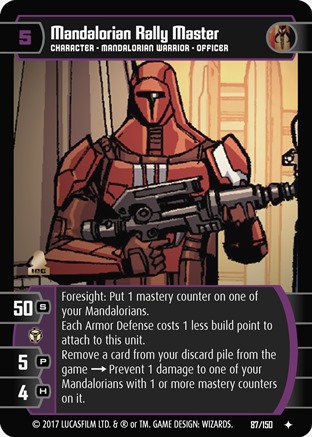 5 Mandalorian Rally Master
CHARACTER - MANDALORIAN WARRIOR - OFFICER
50 S
5 P
4 H
Foresight: Put 1 mastery counter on one of
your Mandalorians.
Each Armor Defense costs 1 less build point to
attach to this unit.
Remove a card from your discard pile from the
game → Prevent 1 damage to one of your
Mandalorians with 1 or more mastery counters
on it.
© 2017 LUCASFILM LTD. & ® OR TM. GAME DESIGN: WIZARDS. 87/150